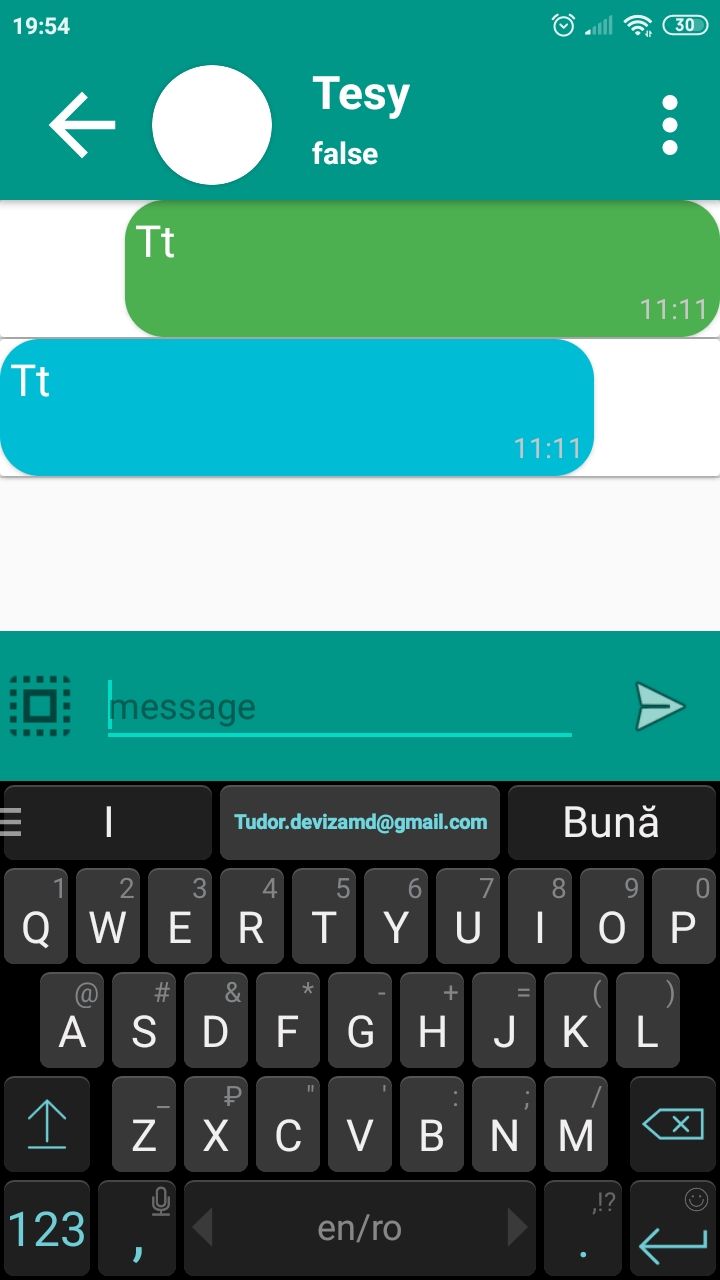 19:54
30
Tesy
false
Tt
11:11
Tt
11:11
message
I
Tudor.devizamd@gmail.com
Bună
1 2 3 4 5 6 7 8 9 0
Q W E R T Y U I O P
@ # & * - + = ( )
A S D F G H J K L
_ ₽ " ' : ; /
Z X C V B N M
,!?
123 , en/ro .